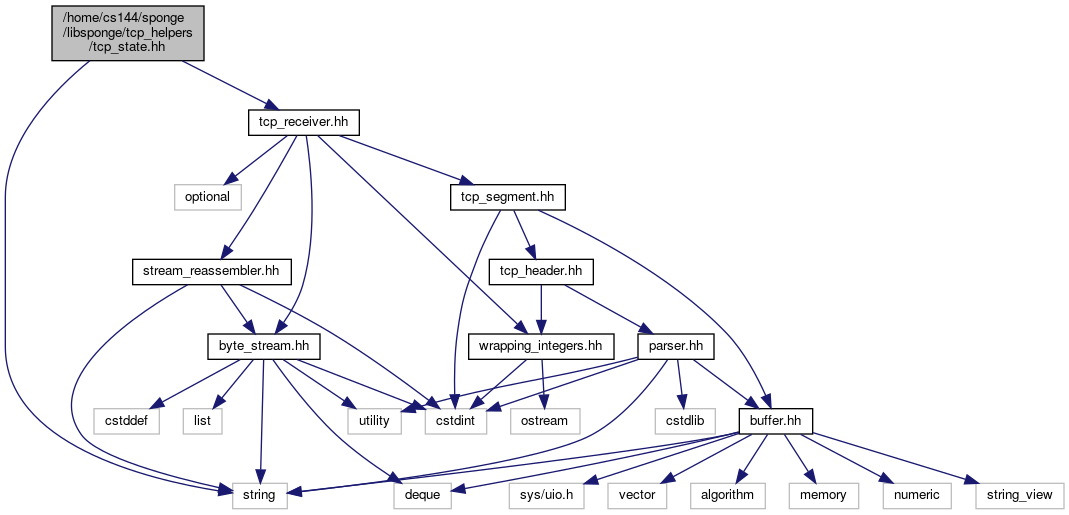 /home/cs144/sponge
/libsponge/tcp_helpers
/tcp_state.hh
tcp_receiver.hh
optional
tcp_segment.hh
stream_reassembler.hh
tcp_header.hh
byte_stream.hh
wrapping_integers.hh
parser.hh
cstddef
list
utility
cstdint
ostream
cstdlib
buffer.hh
string
deque
sys/uio.h
vector
algorithm
memory
numeric
string_view